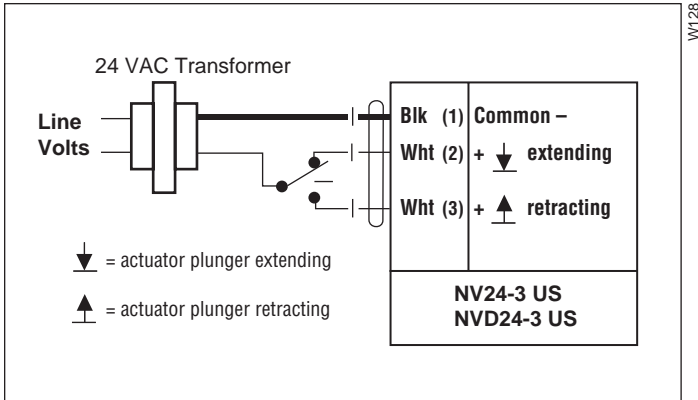 W128
24 VAC Transformer
Line
Volts
Blk (1) Common –
Wht (2) + extending
Wht (3) + retracting
= actuator plunger extending
= actuator plunger retracting
NV24-3 US
NVD24-3 US